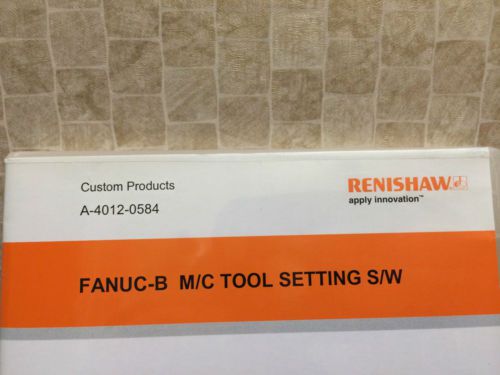 Custom Products
RENISHAW
A-4012-0584
apply innovation™
FANUC-B M/C TOOL SETTING S/W